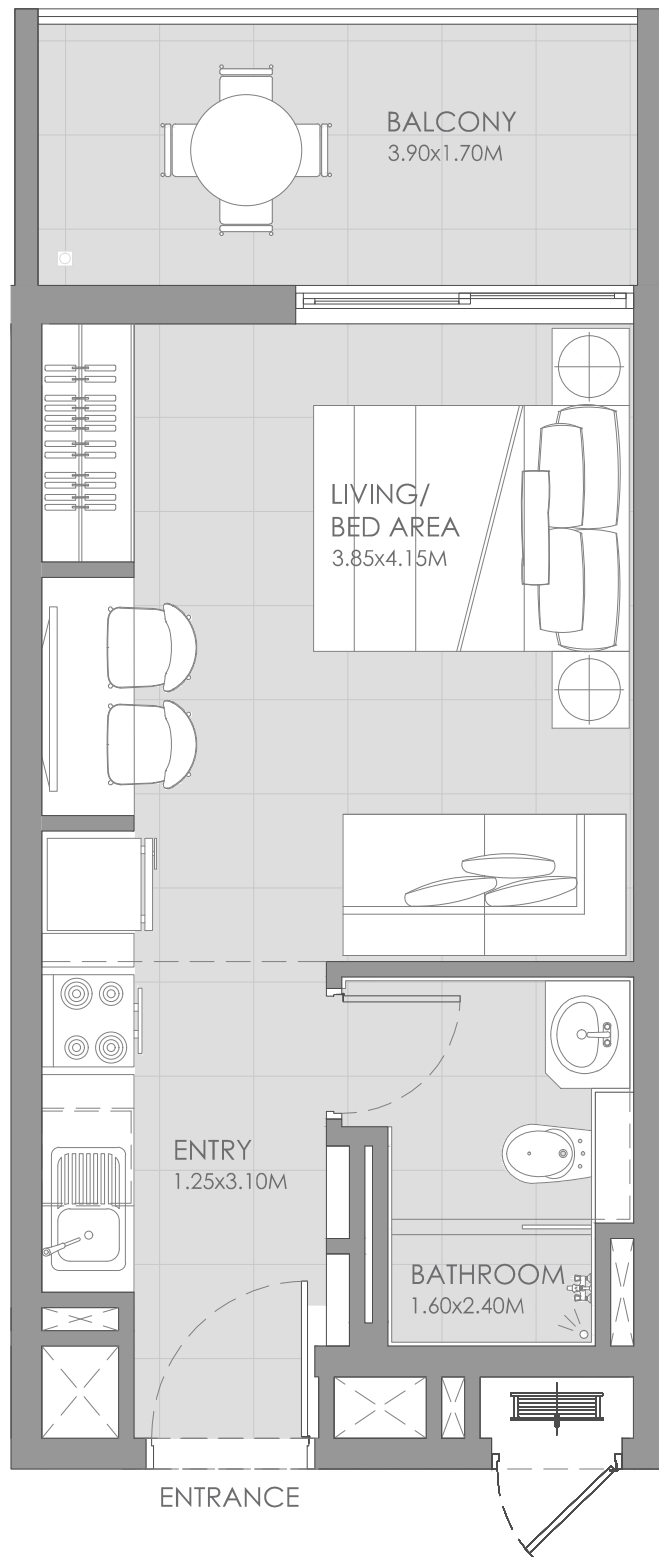 BALCONY
3.90x1.70M
LIVING/
BED AREA
3.85x4.15M
ENTRY
1.25x3.10M
BATHROOM
1.60x2.40M
ENTRANCE